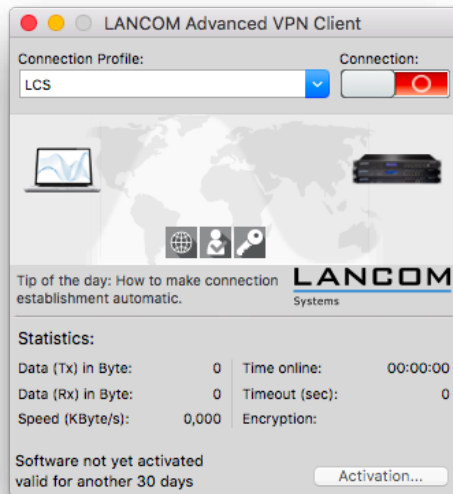 LANCOM Advanced VPN Client
Connection Profile:
Connection:
LCS
Tip of the day: How to make connection
establishment automatic.
LANCOM
Systems
Statistics:
Data (Tx) in Byte: 0
Time online: 00:00:00
Data (Rx) in Byte: 0
Timeout (sec): 0
Speed (KByte/s): 0,000
Encryption:
Software not yet activated
valid for another 30 days
Activation...